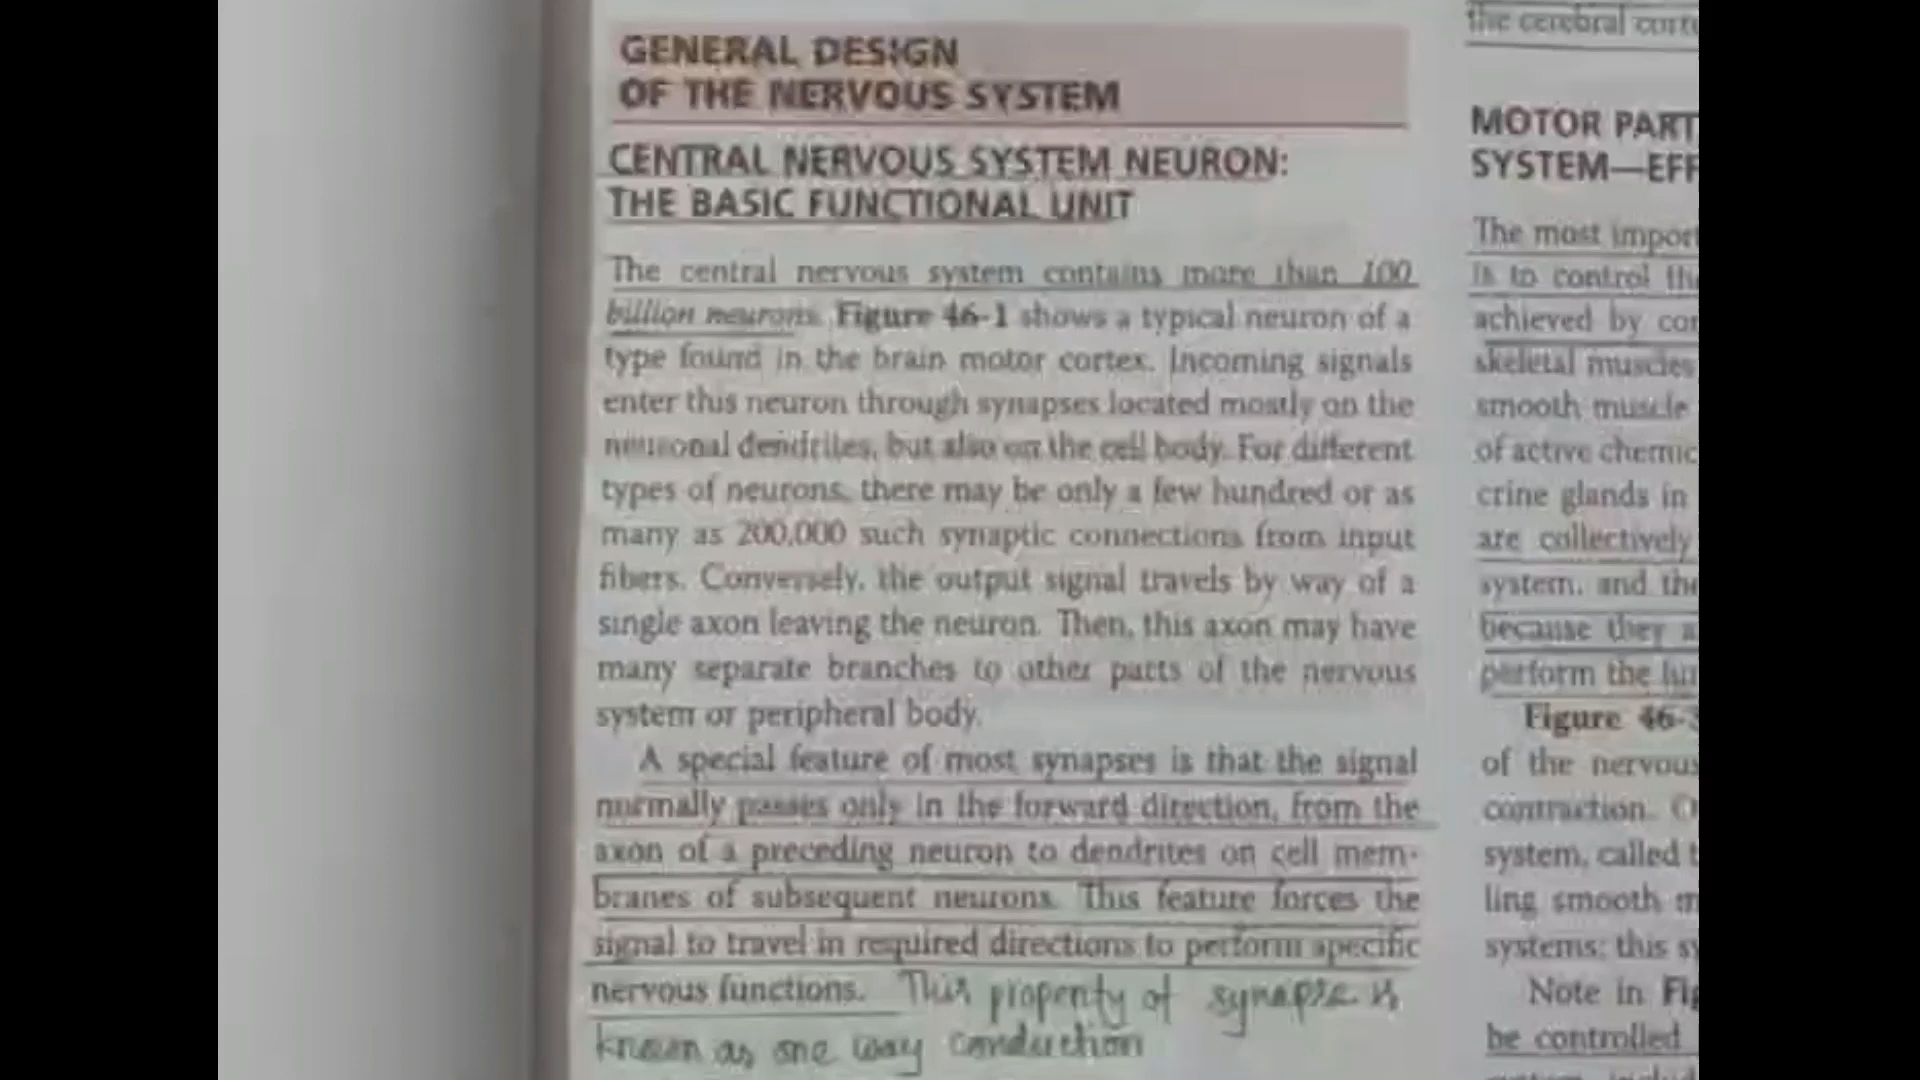 GENERAL DESIGN
OF THE NERVOUS SYSTEM
CENTRAL NERVOUS SYSTEM NEURON:
THE BASIC FUNCTIONAL UNIT
The central nervous system contains more than 100
billion neurons. Figure 46-1 shows a typical neuron of a
type found in the brain motor cortex. Incoming signals
enter this neuron through synapses located mostly on the
neuronal dendrites, but also on the cell body. For different
types of neurons, there may be only a few hundred or as
many as 200,000 such synaptic connections from input
fibers. Conversely, the output signal travels by way of a
single axon leaving the neuron. Then, this axon may have
many separate branches to other parts of the nervous
system or peripheral body.
A special feature of most synapses is that the signal
normally passes only in the forward direction, from the
axon of a preceding neuron to dendrites on cell mem-
branes of subsequent neurons. This feature forces the
signal to travel in required directions to perform specific
nervous functions. This property of synapse is
known as one way conduction
the cerebral
MOTOR PART
SYSTEM—EFF
The most impor
is to control
achieved by
skeletal muscles
smooth muscle
of active chemic
crine glands in
are collectively
system, and the
because they a
perform the
Figure 46-3
of the nervous
contraction.
system, called
ling smooth m
systems; this sy
Note in Fig
be controlled